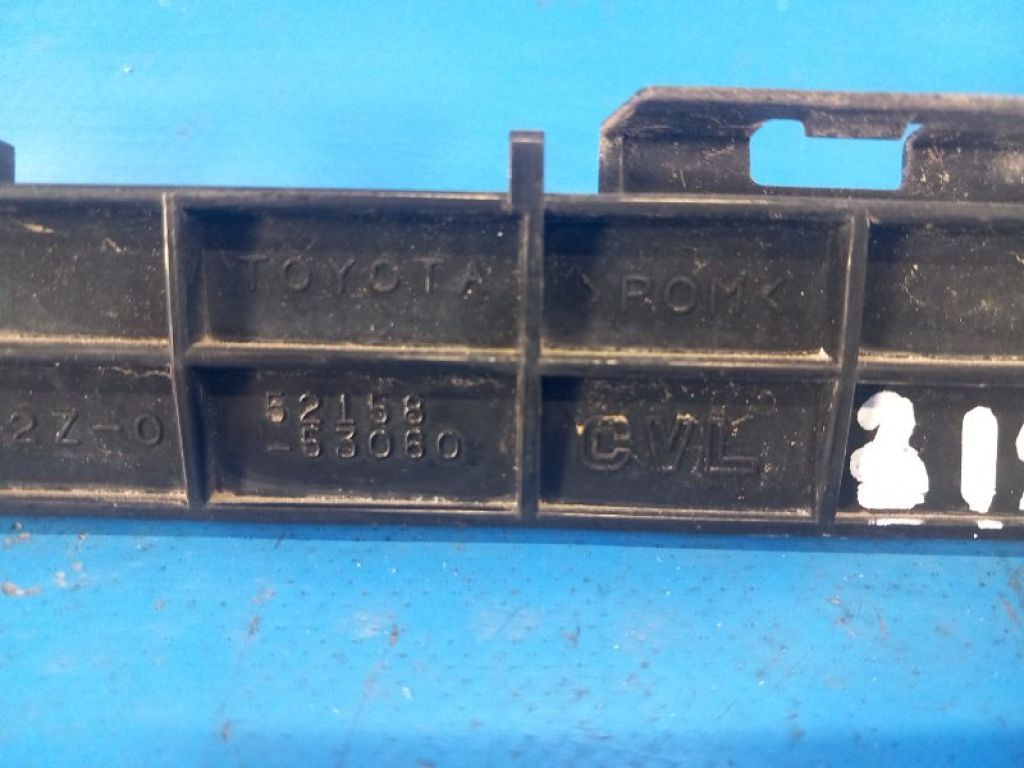 TOYOTA
>POM<
2Z-0
52158
-53060
CVL